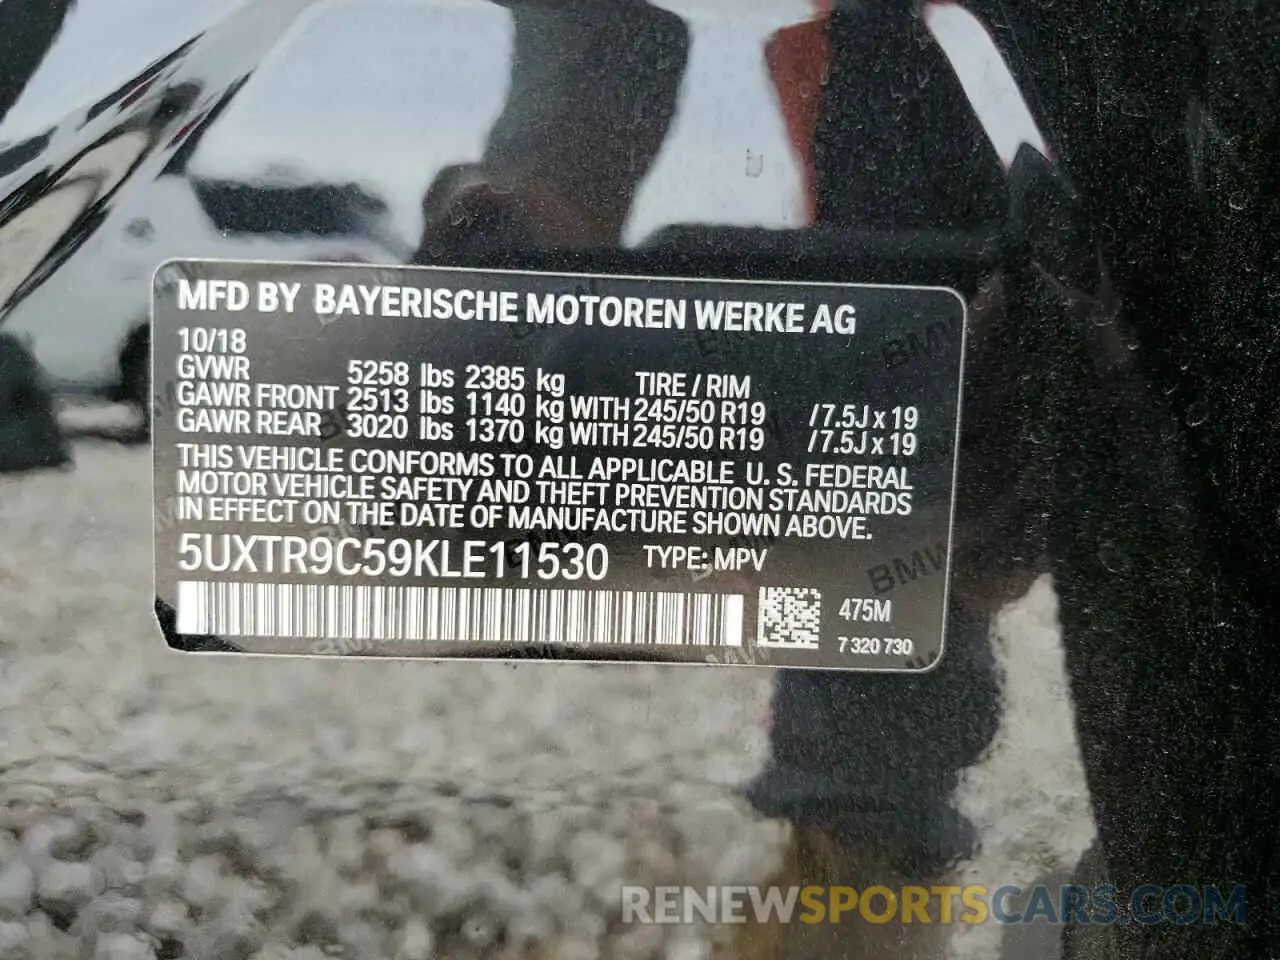 MFD BY BAYERISCHE MOTOREN WERKE AG
10/18
GVWR 5258 lbs 2385 kg TIRE / RIM
GAWR FRONT 2513 lbs 1140 kg WITH 245/50 R19 / 7.5J x 19
GAWR REAR 3020 lbs 1370 kg WITH 245/50 R19 / 7.5J x 19
THIS VEHICLE CONFORMS TO ALL APPLICABLE U. S. FEDERAL
MOTOR VEHICLE SAFETY AND THEFT PREVENTION STANDARDS
IN EFFECT ON THE DATE OF MANUFACTURE SHOWN ABOVE.
5UXTR9C59KLE11530 TYPE: MPV
475M
7 320 730
RENEWSPORTSCARS.COM